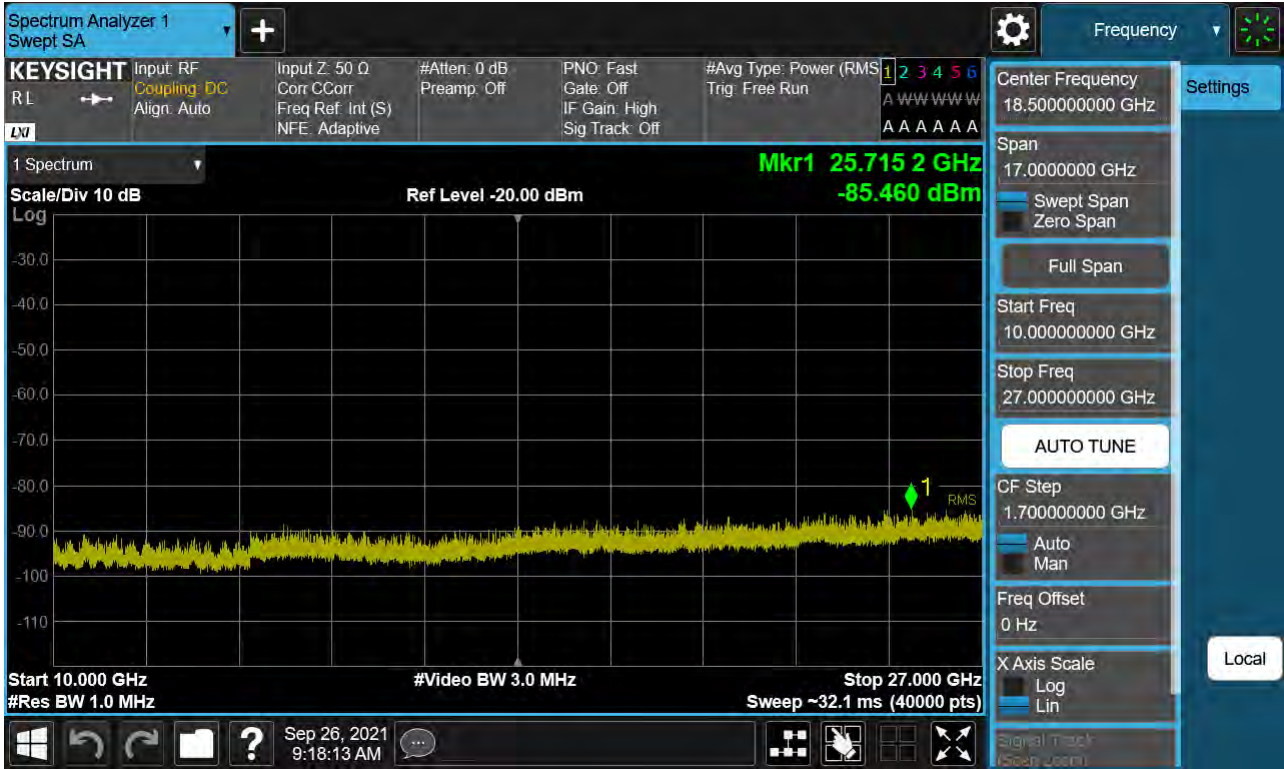 Spectrum Analyzer 1
Swept SA
+
Frequency
KEYSIGHT
R L
LXI
Input: RF
Coupling: DC
Align: Auto
Input Z: 50 Ω
Corr CCorr
Freq Ref: Int (S)
NFE: Adaptive
#Atten: 0 dB
Preamp: Off
PNO: Fast
Gate: Off
IF Gain: High
Sig Track: Off
#Avg Type: Power (RMS
Trig: Free Run
1 2 3 4 5 6
A W W W W W
A A A A A A
1 Spectrum
Scale/Div 10 dB
Log
Ref Level -20.00 dBm
Mkr1 25.715 2 GHz
-85.460 dBm
-30.0
-40.0
-50.0
-60.0
-70.0
-80.0
-90.0
-100
-110
1
RMS
Start 10.000 GHz
#Res BW 1.0 MHz
#Video BW 3.0 MHz
Stop 27.000 GHz
Sweep ~32.1 ms (40000 pts)
Center Frequency
18.500000000 GHz
Span
17.0000000 GHz
Swept Span
Zero Span
Full Span
Start Freq
10.000000000 GHz
Stop Freq
27.000000000 GHz
AUTO TUNE
CF Step
1.700000000 GHz
Auto
Man
Freq Offset
0 Hz
X Axis Scale
Log
Lin
Signal Track
(Span Zoom)
Settings
Local
?
Sep 26, 2021
9:18:13 AM